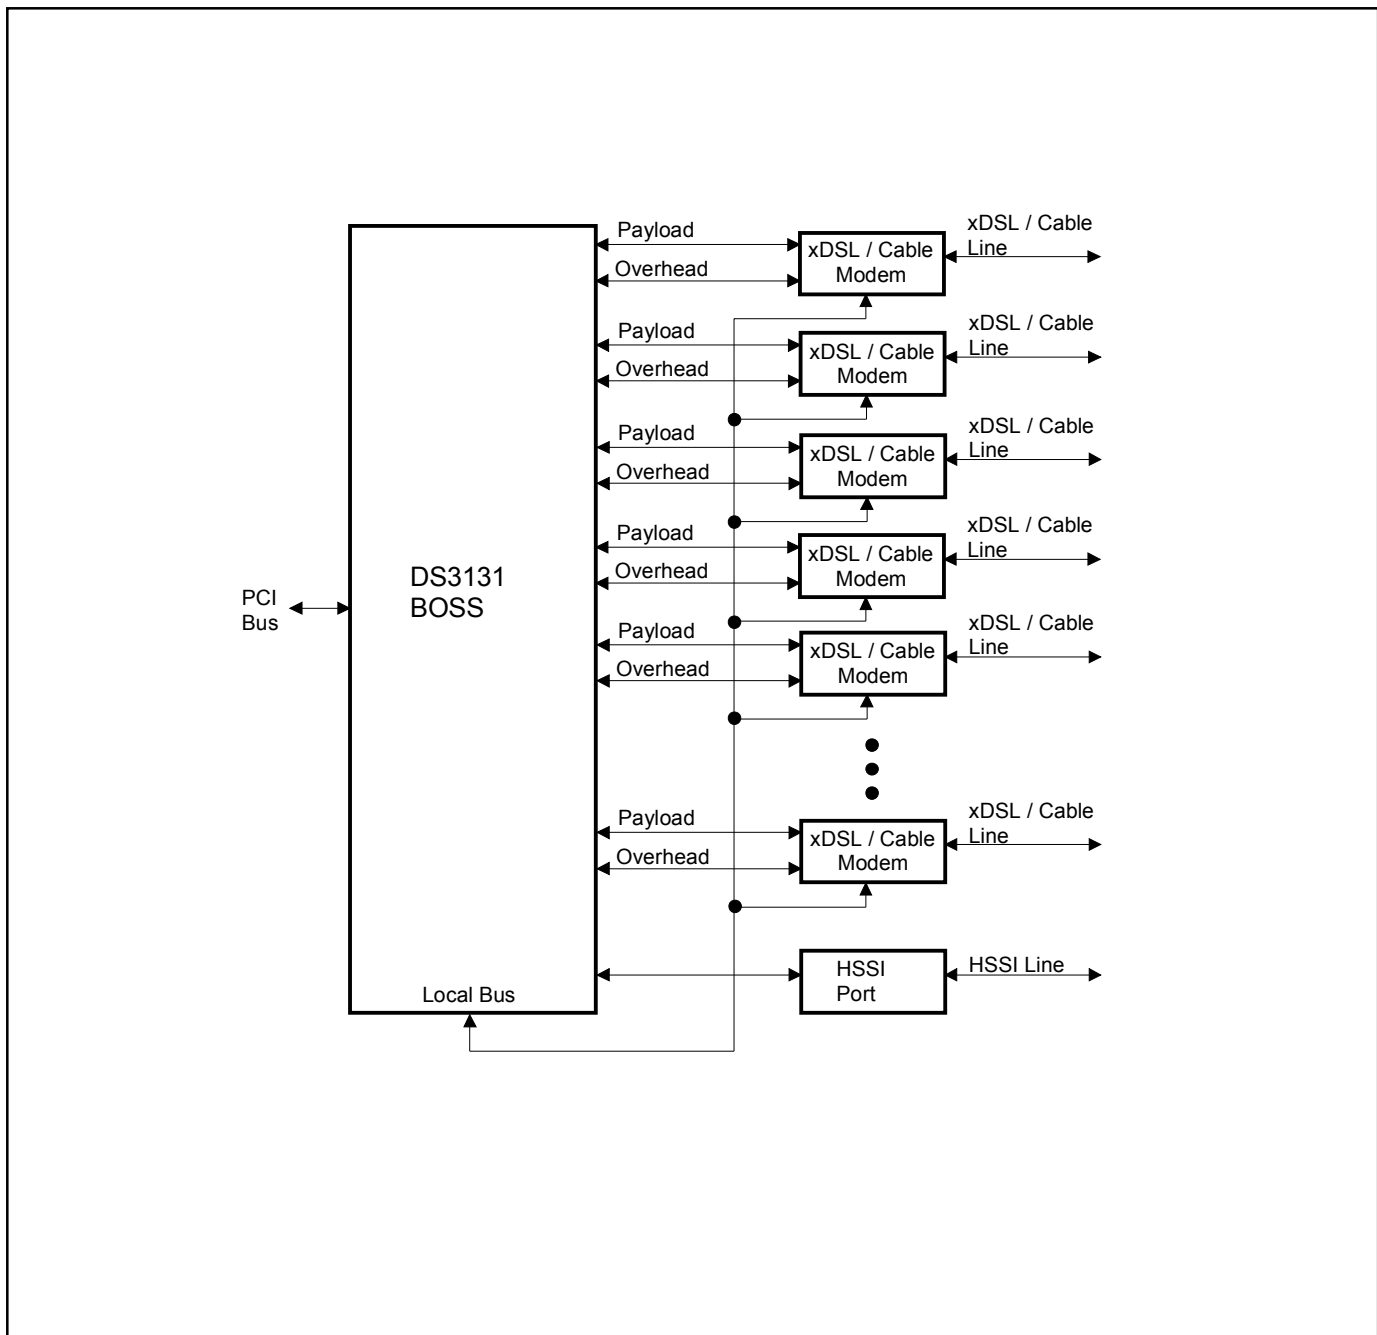 xDSL / Cable
Line
Payload
xDSL / Cable
Modem
Overhead
xDSL / Cable
Line
Payload
xDSL / Cable
Modem
Overhead
xDSL / Cable
Line
Payload
xDSL / Cable
Modem
Overhead
xDSL / Cable
Line
Payload
xDSL / Cable
Modem
Overhead
DS3131
BOSS
PCI
Bus
xDSL / Cable
Line
Payload
xDSL / Cable
Modem
Overhead
xDSL / Cable
Line
Payload
xDSL / Cable
Modem
Overhead
HSSI
Port
HSSI Line
Local Bus